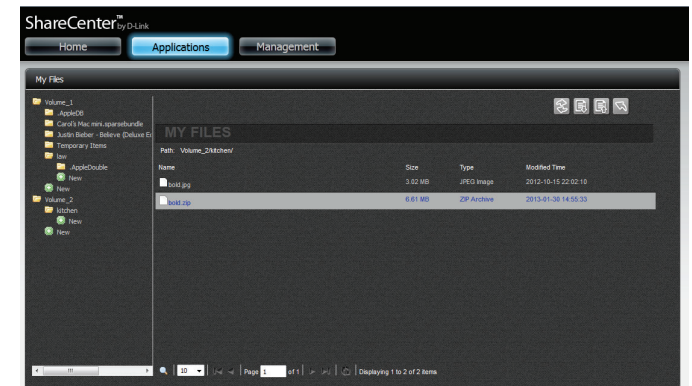 ShareCenter™ by D-Link
Home Applications Management
My Files
Volume_1
.AppleDB
Carol's Mac mini.sparsebundle
Justin Bieber - Believe (Deluxe E
Temporary Items
law
.AppleDouble
New
New
Volume_2
kitchen
New
New
MY FILES
Path: Volume_2/kitchen/
Name Size Type Modified Time
bold.jpg 3.02 MB JPEG Image 2012-10-15 22:02:10
bold.zip 6.61 MB ZIP Archive 2013-01-30 14:55:33
10 Page 1 of 1 Displaying 1 to 2 of 2 items